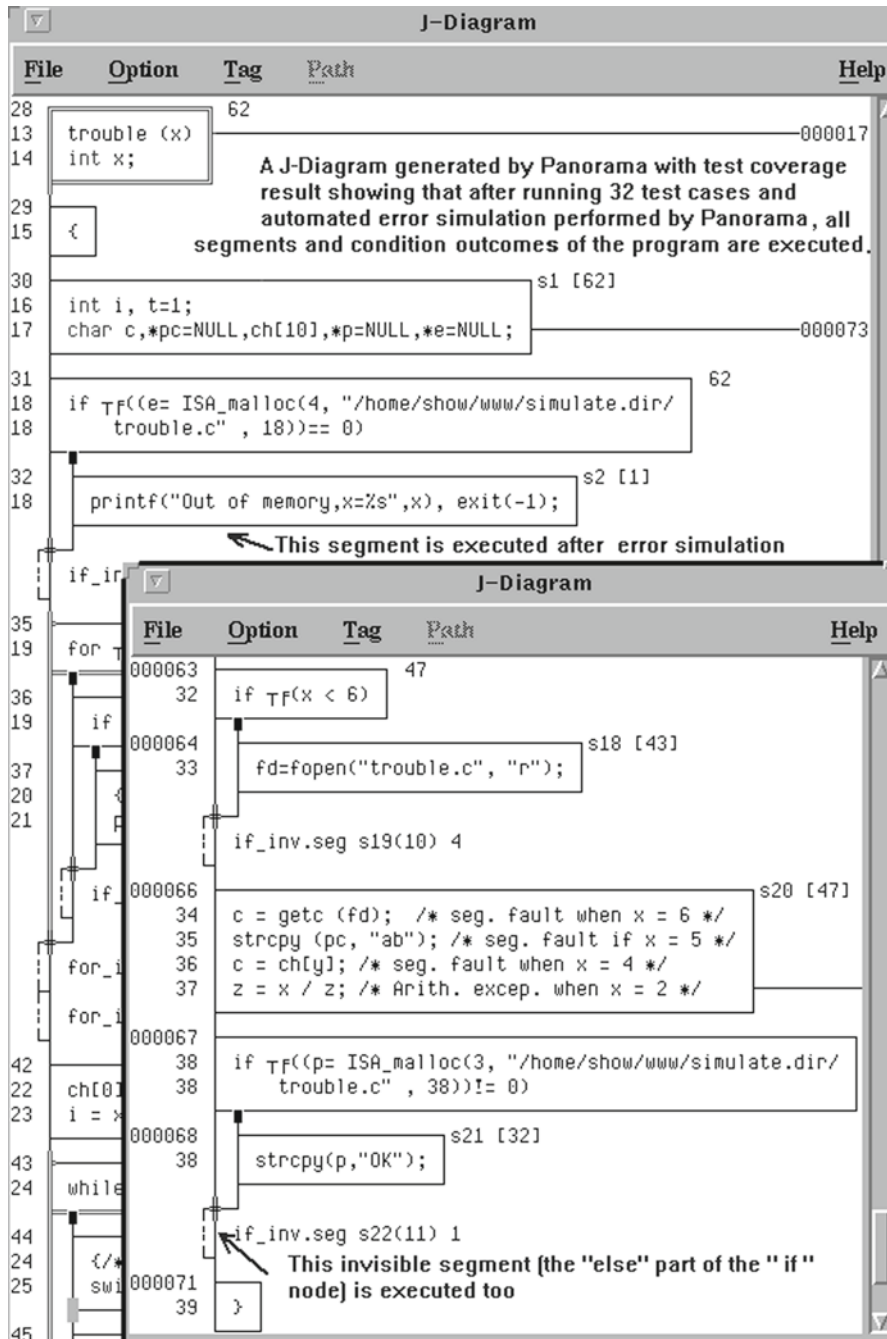 J-Diagram
File Option Tag Path Help
28 62
13 trouble (x) 000017
14 int x;
A J-Diagram generated by Panorama with test coverage
result showing that after running 32 test cases and
automated error simulation performed by Panorama, all
segments and condition outcomes of the program are executed.
29
15 {
30 s1 [62]
16 int i, t=1;
17 char c,*pc=NULL,ch[10],*p=NULL,*e=NULL; 000073
31 62
18 if TF((e= ISA_malloc(4, "/home/show/www/simulate.dir/
18 trouble.c" , 18))== 0)
32 s2 [1]
18 printf("Out of memory,x=%s",x), exit(-1);
This segment is executed after error simulation
if_in
35
19 for T
36
19 if
37
20 {
21 p
if_
for_i
for_i
42
22 ch[0]
23 i = x
43
24 while
44
24 {/*
25 swi
45
J-Diagram
File Option Tag Path Help
000063 47
32 if TF(x < 6)
000064 s18 [43]
33 fd=fopen("trouble.c", "r");
if_inv.seg s19(10) 4
000066 s20 [47]
34 c = getc (fd); /* seg. fault when x = 6 */
35 strcpy (pc, "ab"); /* seg. fault if x = 5 */
36 c = ch[y]; /* seg. fault when x = 4 */
37 z = x / z; /* Arith. excep. when x = 2 */
000067
38 if TF((p= ISA_malloc(3, "/home/show/www/simulate.dir/
38 trouble.c" , 38))!= 0)
000068 s21 [32]
38 strcpy(p,"OK");
if_inv.seg s22(11) 1
This invisible segment (the "else" part of the " if "
node) is executed too
000071
39 }